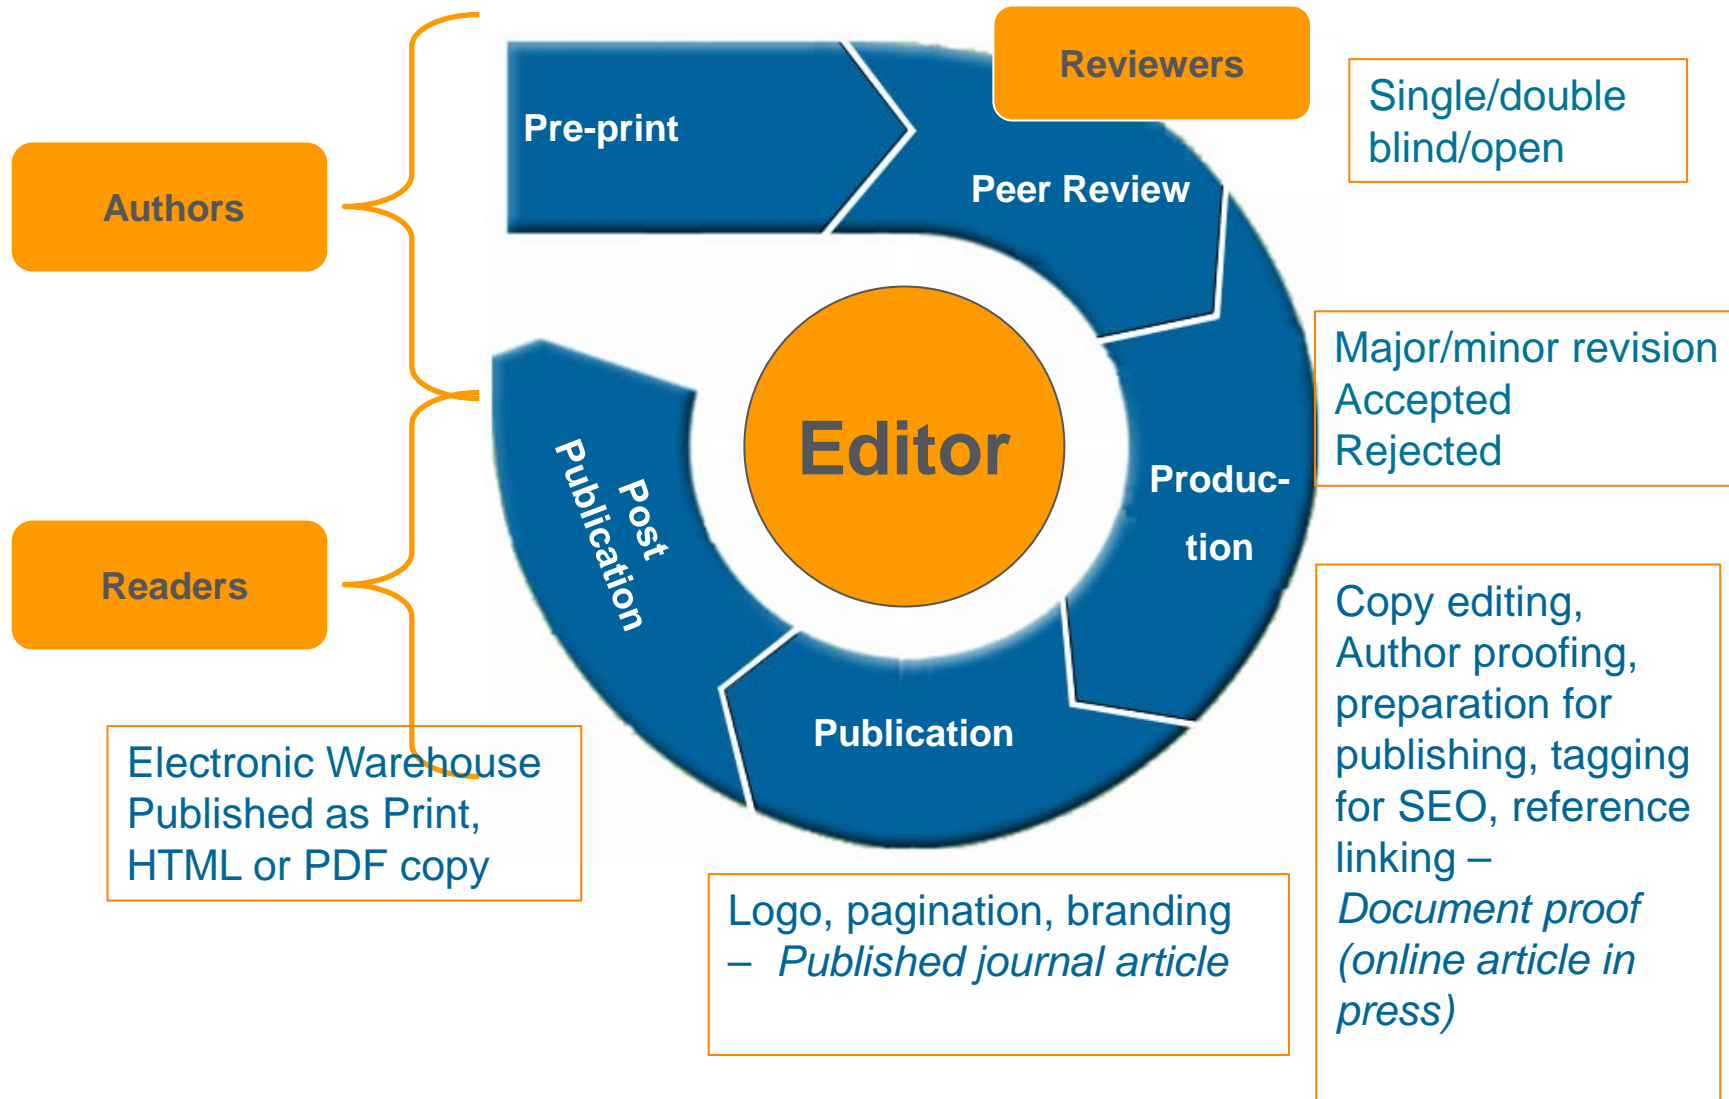 Reviewers
Single/double
blind/open
Pre-print
Peer Review
Authors
Major/minor revision
Accepted
Rejected
Editor
Produc-
tion
Post
Publication
Readers
Copy editing,
Author proofing,
preparation for
publishing, tagging
for SEO, reference
linking –
Document proof
(online article in
press)
Publication
Electronic Warehouse
Published as Print,
HTML or PDF copy
Logo, pagination, branding
– Published journal article